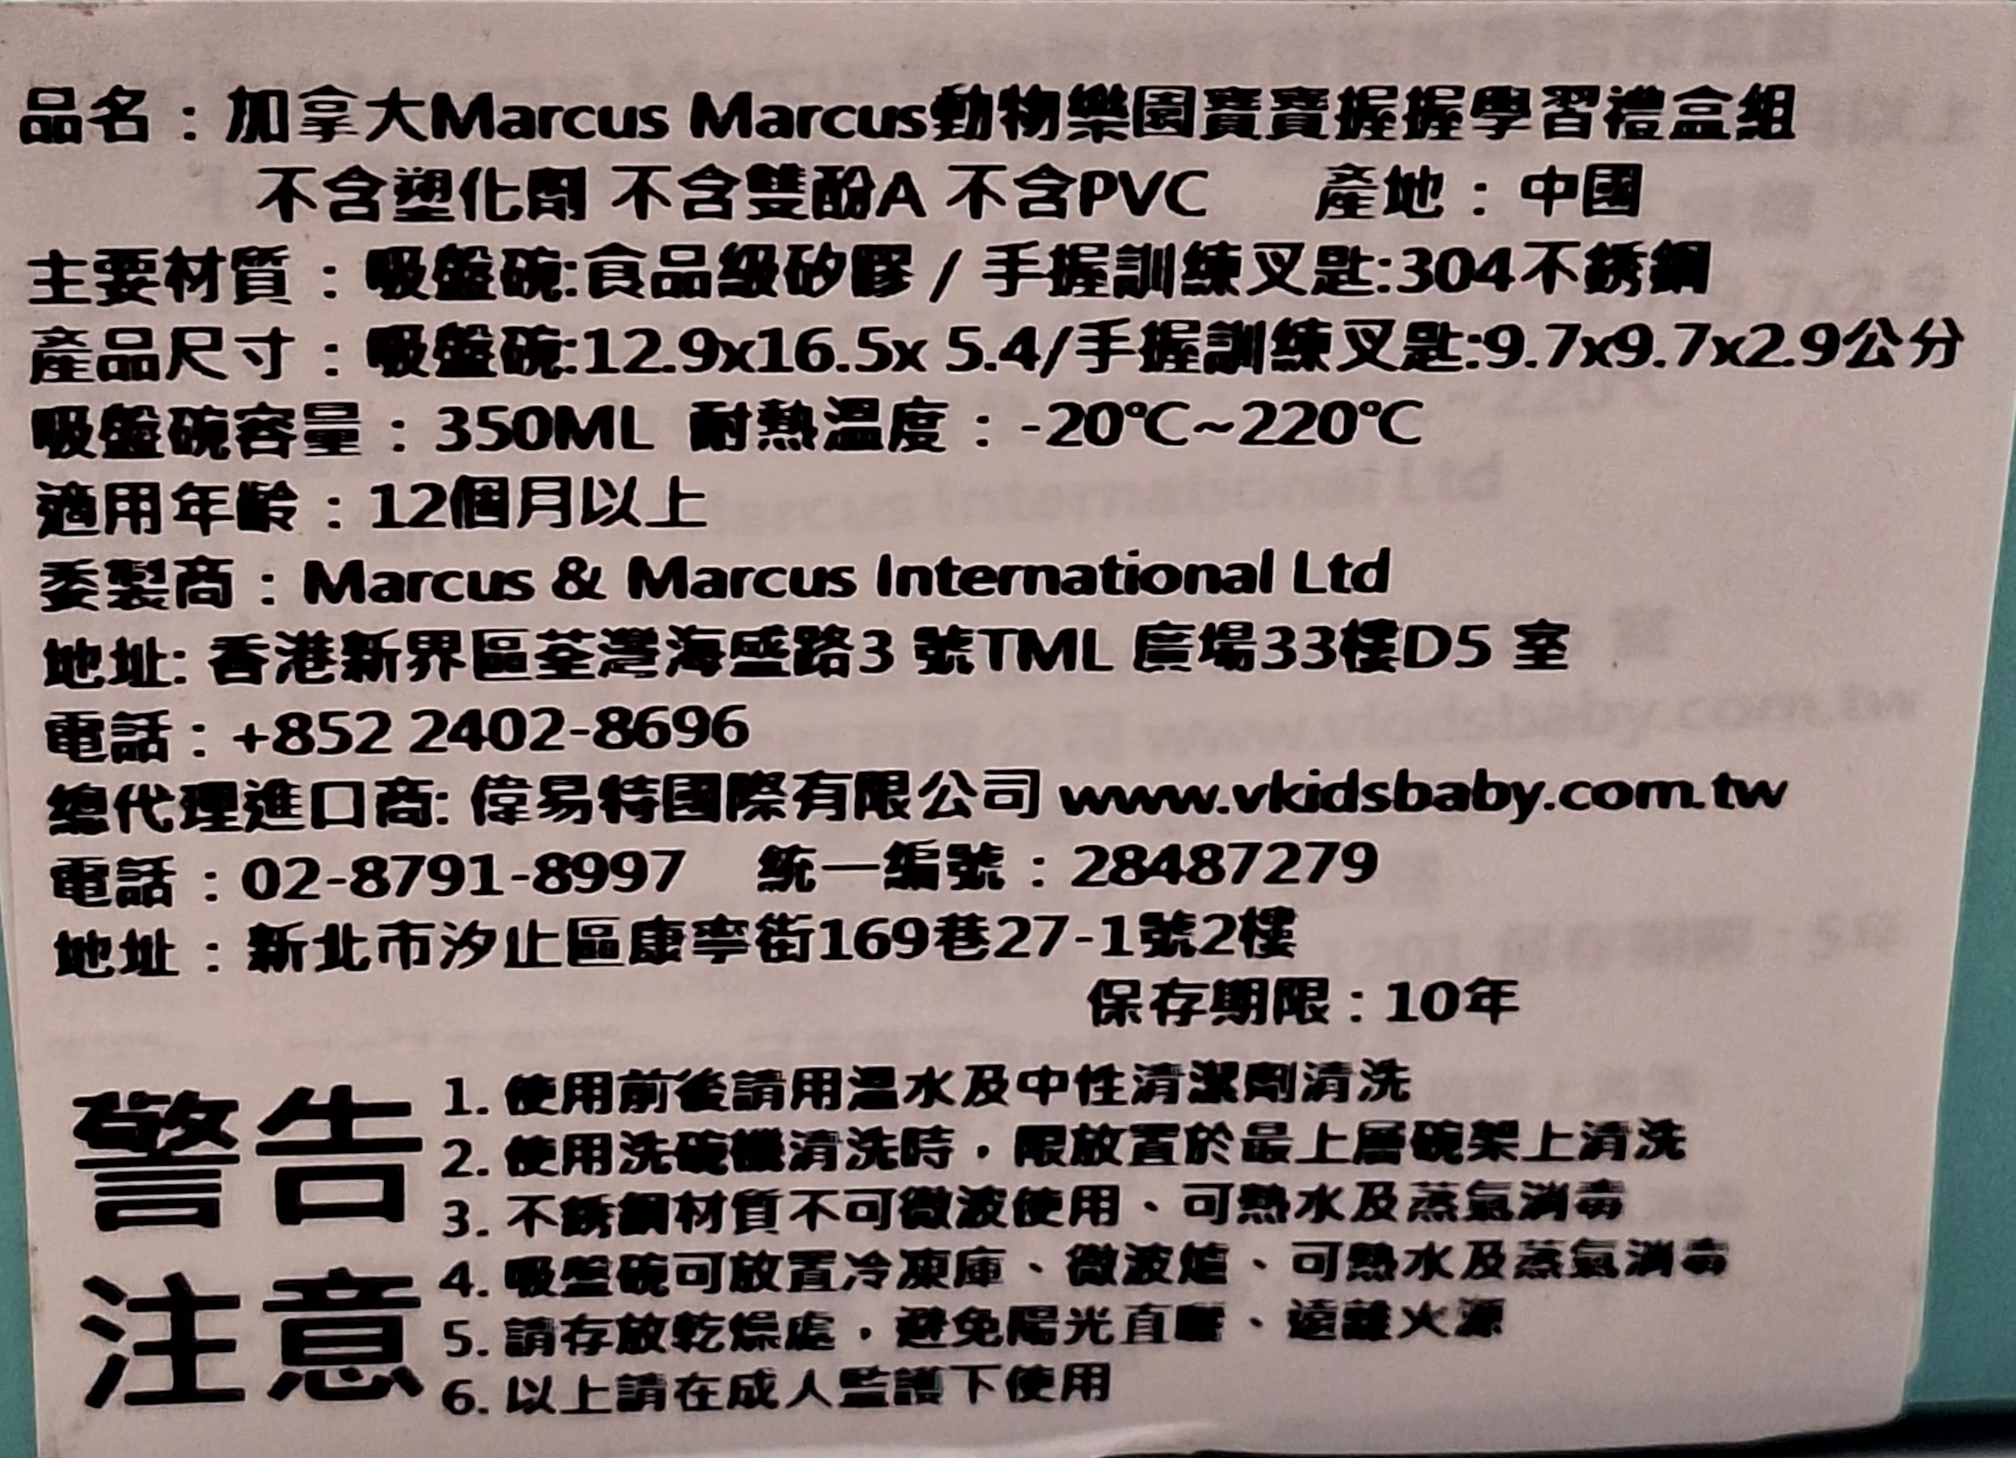 品名：加拿大Marcus Marcus動物樂園寶寶握握學習禮盒組
不含塑化劑 不含雙酚A 不含PVC 產地：中國
主要材質：吸盤碗:食品級矽膠 / 手握訓練叉匙:304不銹鋼
產品尺寸：吸盤碗:12.9x16.5x 5.4/手握訓練叉匙:9.7x9.7x2.9公分
吸盤碗容量：350ML 耐熱溫度：-20℃~220℃
適用年齡：12個月以上
委製商：Marcus & Marcus International Ltd
地址: 香港新界區荃灣海盛路3 號TML 廣場33樓D5 室
電話：+852 2402-8696
總代理進口商: 偉易特國際有限公司 www.vkidsbaby.com.tw
電話：02-8791-8997 統一編號：28487279
地址：新北市汐止區康寧街169巷27-1號2樓
保存期限：10年
警告
注意
1. 使用前後請用溫水及中性清潔劑清洗
2. 使用洗碗機清洗時，限放置於最上層碗架上清洗
3. 不銹鋼材質不可微波使用、可熱水及蒸氣消毒
4. 吸盤碗可放置冷凍庫、微波爐、可熱水及蒸氣消毒
5. 請存放乾燥處，避免陽光直曬、遠離火源
6. 以上請在成人監護下使用